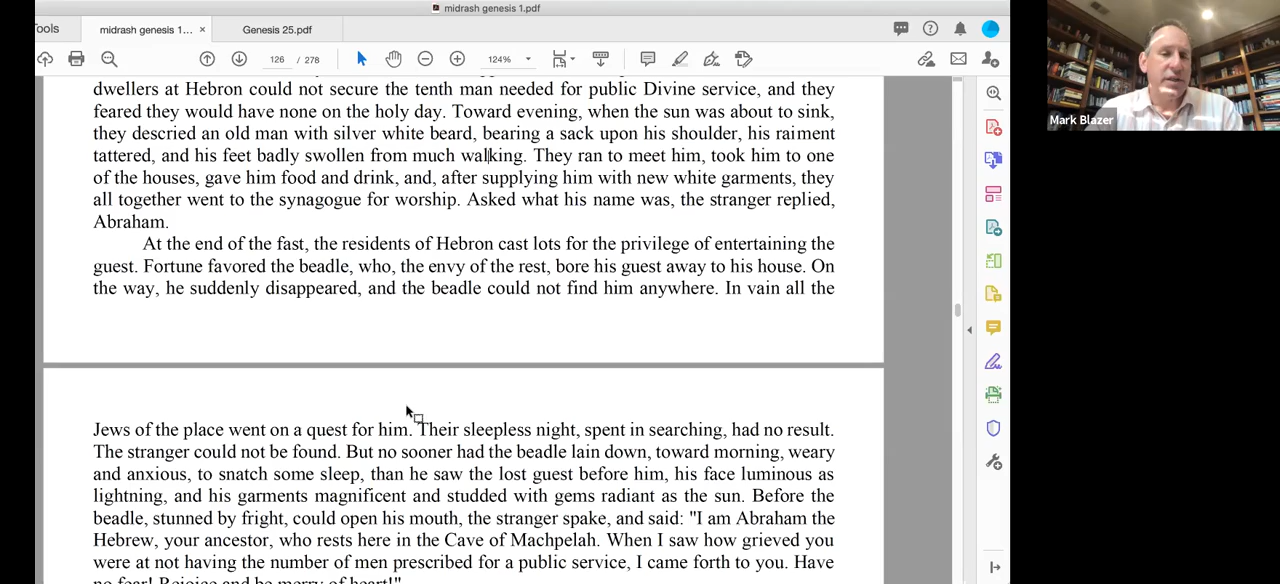 midrash genesis 1.pdf
Tools
midrash genesis 1... ×
Genesis 25.pdf
126 / 278
124%
dwellers at Hebron could not secure the tenth man needed for public Divine service, and they
feared they would have none on the holy day. Toward evening, when the sun was about to sink,
they descried an old man with silver white beard, bearing a sack upon his shoulder, his raiment
tattered, and his feet badly swollen from much walking. They ran to meet him, took him to one
of the houses, gave him food and drink, and, after supplying him with new white garments, they
all together went to the synagogue for worship. Asked what his name was, the stranger replied,
Abraham.
At the end of the fast, the residents of Hebron cast lots for the privilege of entertaining the
guest. Fortune favored the beadle, who, the envy of the rest, bore his guest away to his house. On
the way, he suddenly disappeared, and the beadle could not find him anywhere. In vain all the
Jews of the place went on a quest for him. Their sleepless night, spent in searching, had no result.
The stranger could not be found. But no sooner had the beadle lain down, toward morning, weary
and anxious, to snatch some sleep, than he saw the lost guest before him, his face luminous as
lightning, and his garments magnificent and studded with gems radiant as the sun. Before the
beadle, stunned by fright, could open his mouth, the stranger spake, and said: "I am Abraham the
Hebrew, your ancestor, who rests here in the Cave of Machpelah. When I saw how grieved you
were at not having the number of men prescribed for a public service, I came forth to you. Have
no fear! Rejoice and be merry of heart!"
Mark Blazer